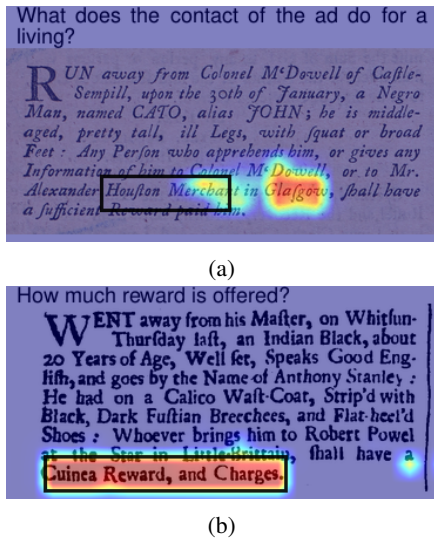 What does the contact of the ad do for a
living?
RUN away from Colonel McDowell of Caſtle-
Sempill, upon the 30th of January, a Negro
Man, named CATO, alias JOHN; he is middle-
aged, pretty tall, ill Legs, with ſquat or broad
Feet: Any Perſon who apprehends him, or gives any
Information of him to Colonel McDowell, or to Mr.
Alexander Houſton Merchant in Glaſgow, ſhall have
a ſufficient Reward paid him.
(a)
How much reward is offered?
WENT away from his Maſter, on Whitſun-
Thurſday laſt, an Indian Black, about
20 Years of Age, Well ſet, Speaks Good Eng-
liſh, and goes by the Name of Anthony Stanley:
He had on a Calico Waſt-Coat, Strip'd with
Black, Dark Fuſtian Breeches, and Flat-heel'd
Shoes: Whoever brings him to Robert Powel
at the Star in Little-Brittain, ſhall have a
Guinea Reward, and Charges.
(b)